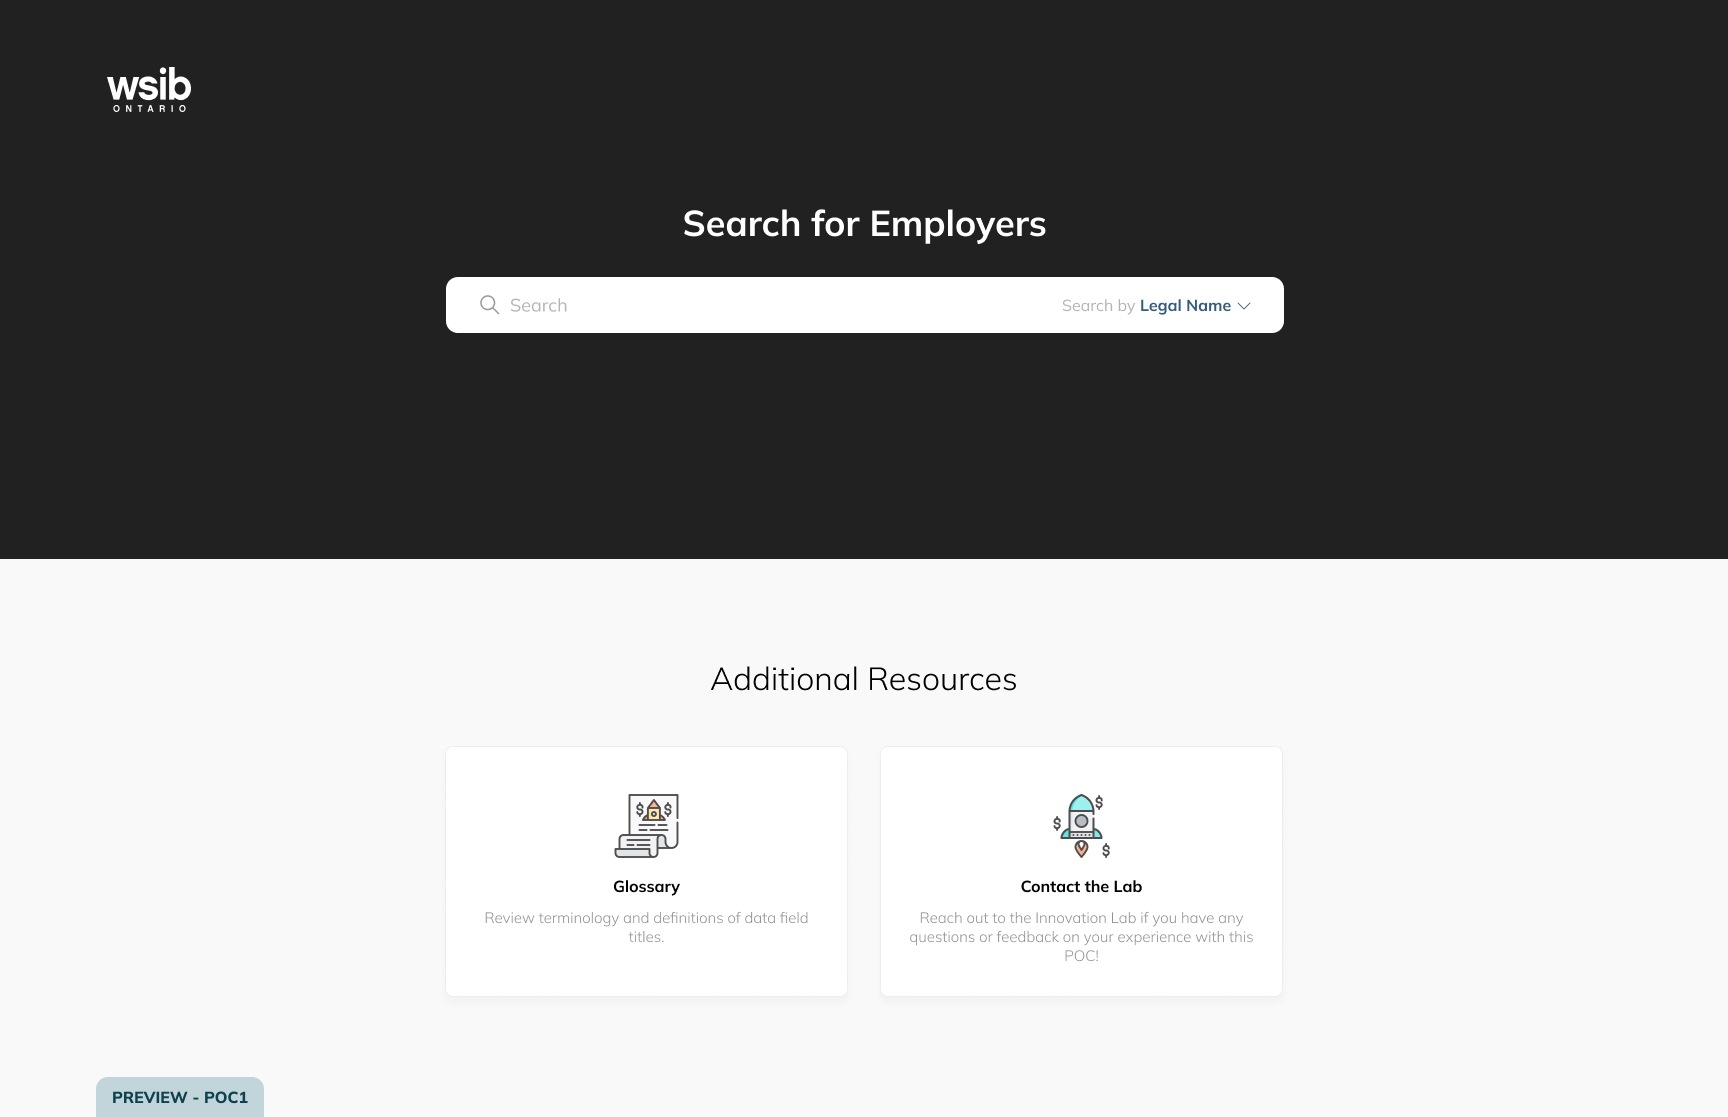 wsib
ONTARIO
Search for Employers
Search
Search by Legal Name
Additional Resources
Glossary
Review terminology and definitions of data field
titles.
Contact the Lab
Reach out to the Innovation Lab if you have any
questions or feedback on your experience with this
POC!
PREVIEW - POC1